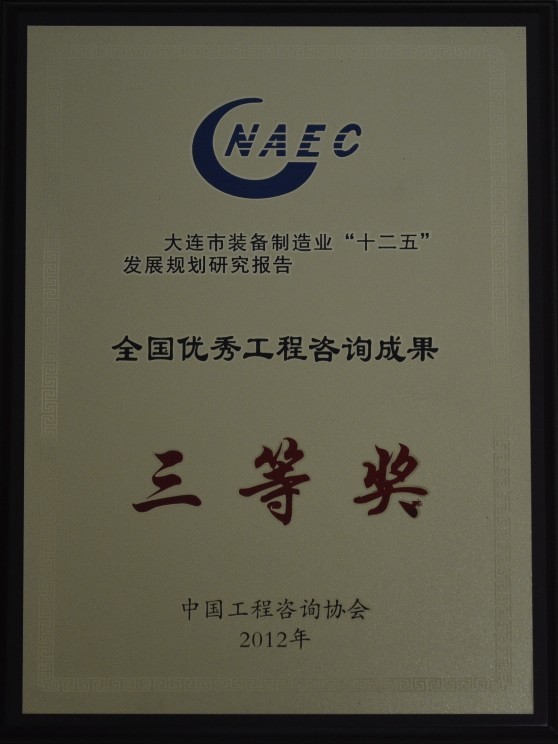 CNAEC
大连市装备制造业“十二五”
发展规划研究报告
全国优秀工程咨询成果
三等奖
中国工程咨询协会
2012年